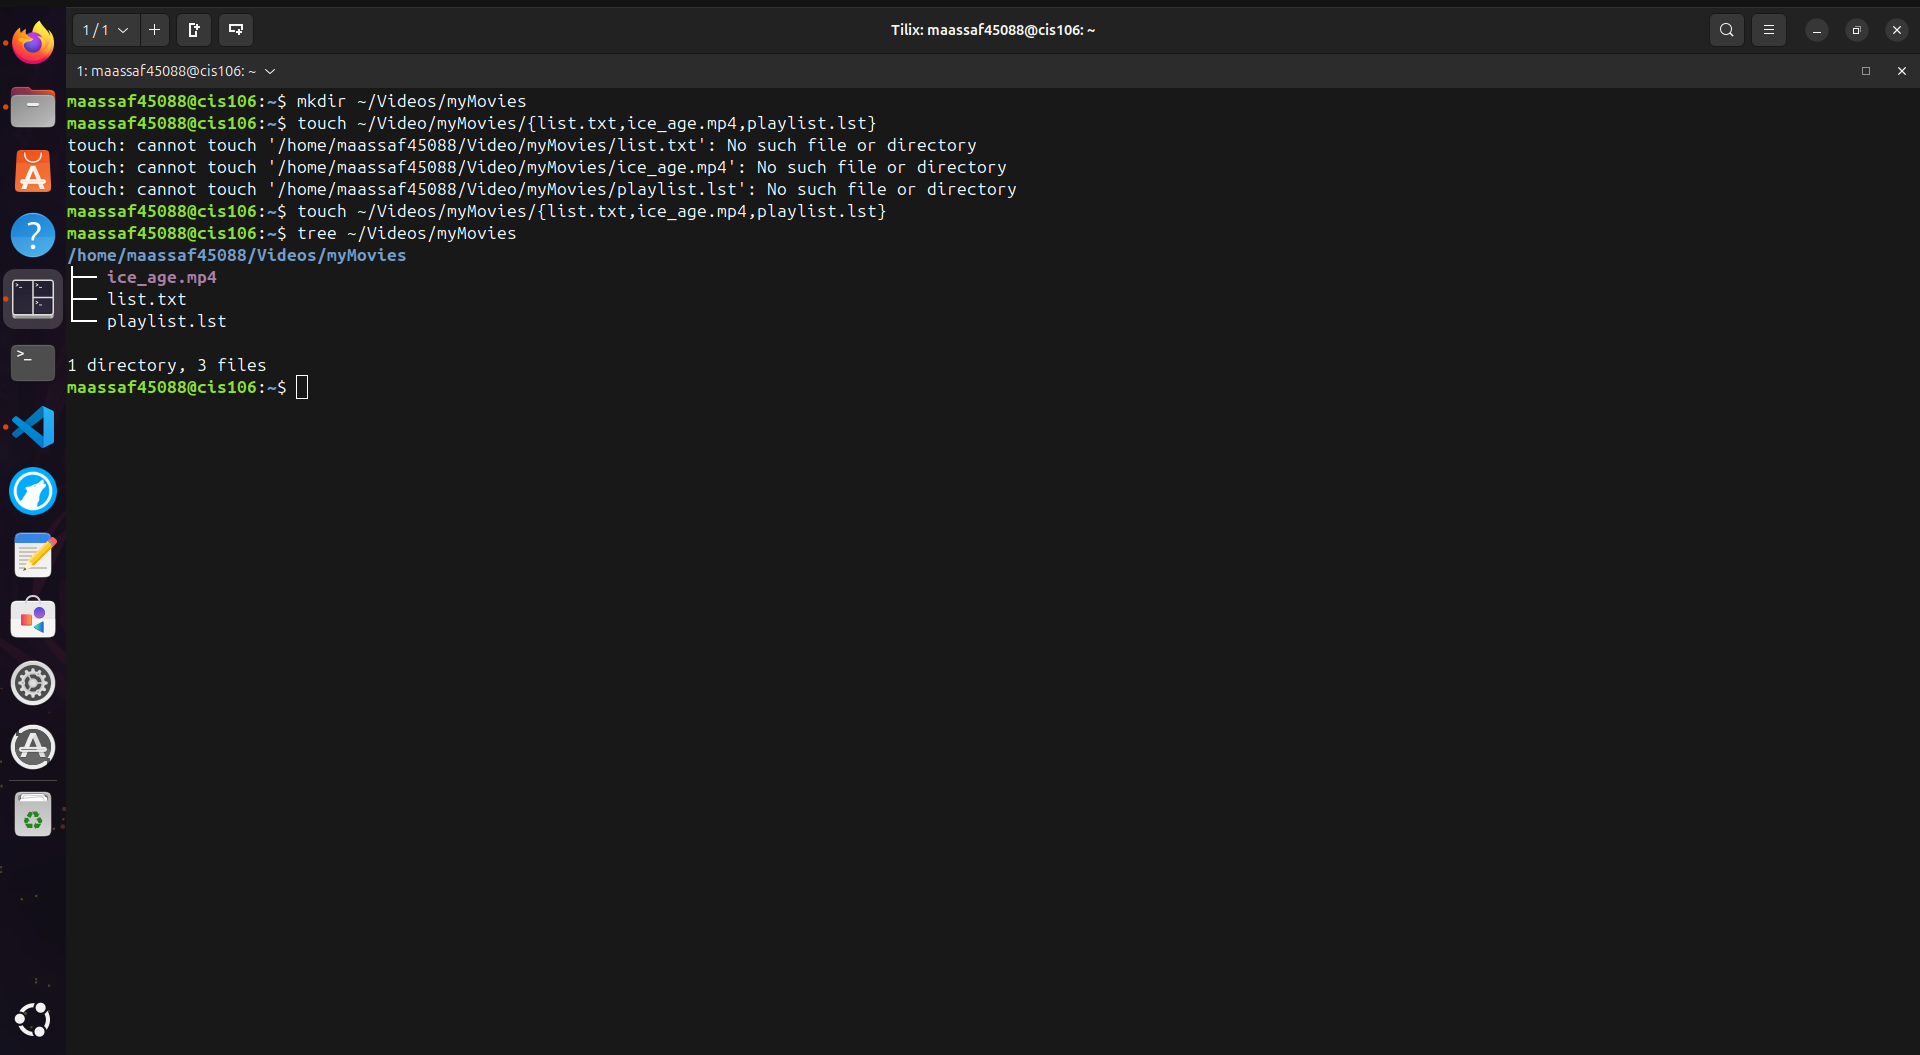 1 / 1
Tilix: maassaf45088@cis106: ~
1: maassaf45088@cis106: ~
maassaf45088@cis106:~$ mkdir ~/Videos/myMovies
maassaf45088@cis106:~$ touch ~/Video/myMovies/{list.txt,ice_age.mp4,playlist.lst}
touch: cannot touch '/home/maassaf45088/Video/myMovies/list.txt': No such file or directory
touch: cannot touch '/home/maassaf45088/Video/myMovies/ice_age.mp4': No such file or directory
touch: cannot touch '/home/maassaf45088/Video/myMovies/playlist.lst': No such file or directory
maassaf45088@cis106:~$ touch ~/Videos/myMovies/{list.txt,ice_age.mp4,playlist.lst}
maassaf45088@cis106:~$ tree ~/Videos/myMovies
/home/maassaf45088/Videos/myMovies
├── ice_age.mp4
├── list.txt
└── playlist.lst
1 directory, 3 files
maassaf45088@cis106:~$